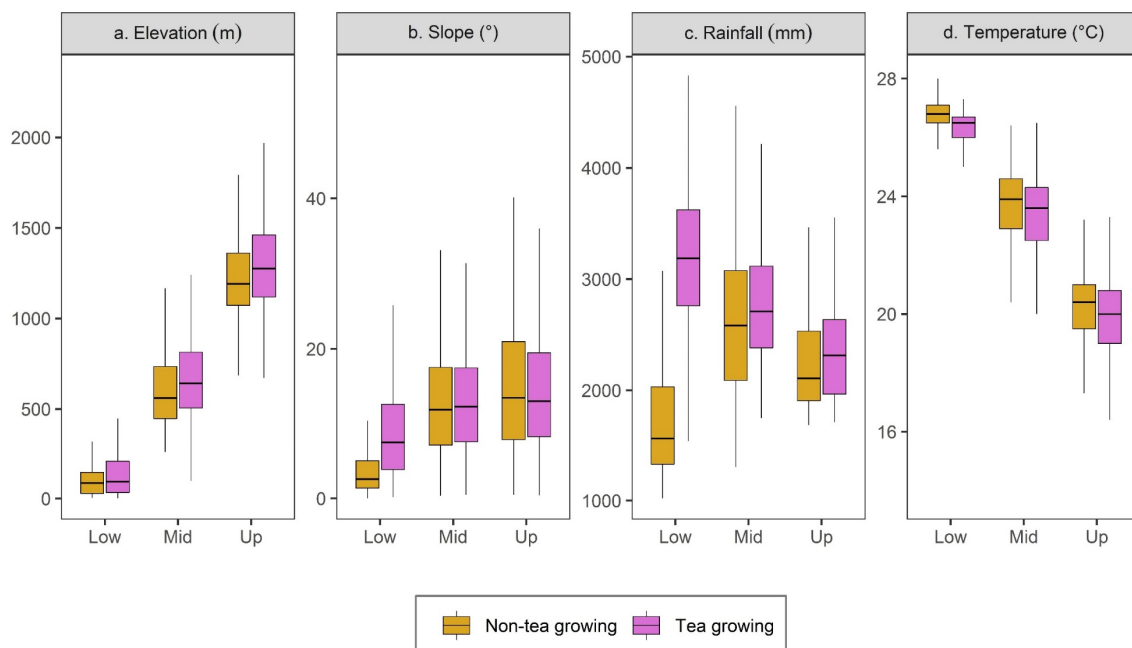 a. Elevation (m)
b. Slope (°)
c. Rainfall (mm)
d. Temperature (°C)
2000
1500
1000
500
0
Low Mid Up
40
20
0
Low Mid Up
5000
4000
3000
2000
1000
Low Mid Up
28
24
20
16
Low Mid Up
Non-tea growing
Tea growing